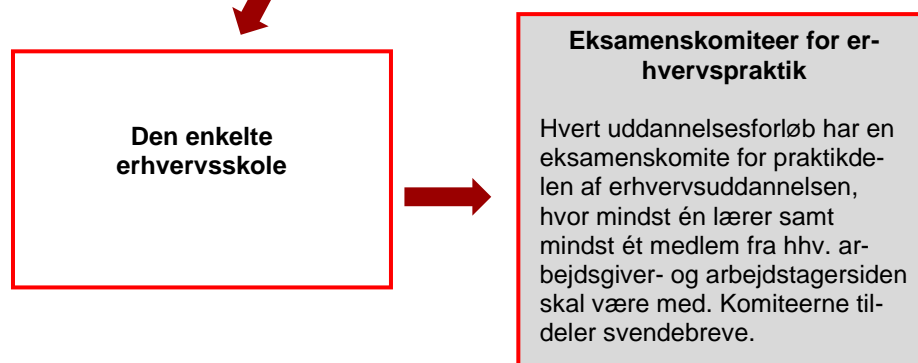 Den enkelte
erhvervsskole
Eksamenskomiteer for er-
hvervspraktik
Hvert uddannelsesforløb har en
eksamenskomite for praktikde-
len af erhvervsuddannelsen,
hvor mindst én lærer samt
mindst ét medlem fra hhv. ar-
bejdsgiver- og arbejdstagersiden
skal være med. Komiteerne til-
deler svendebreve.